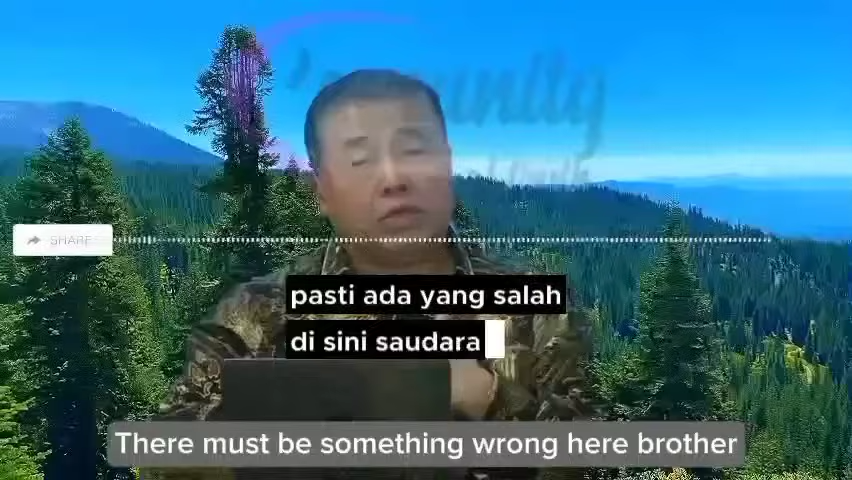 SHARE
pasti ada yang salah
di sini saudara
There must be something wrong here brother